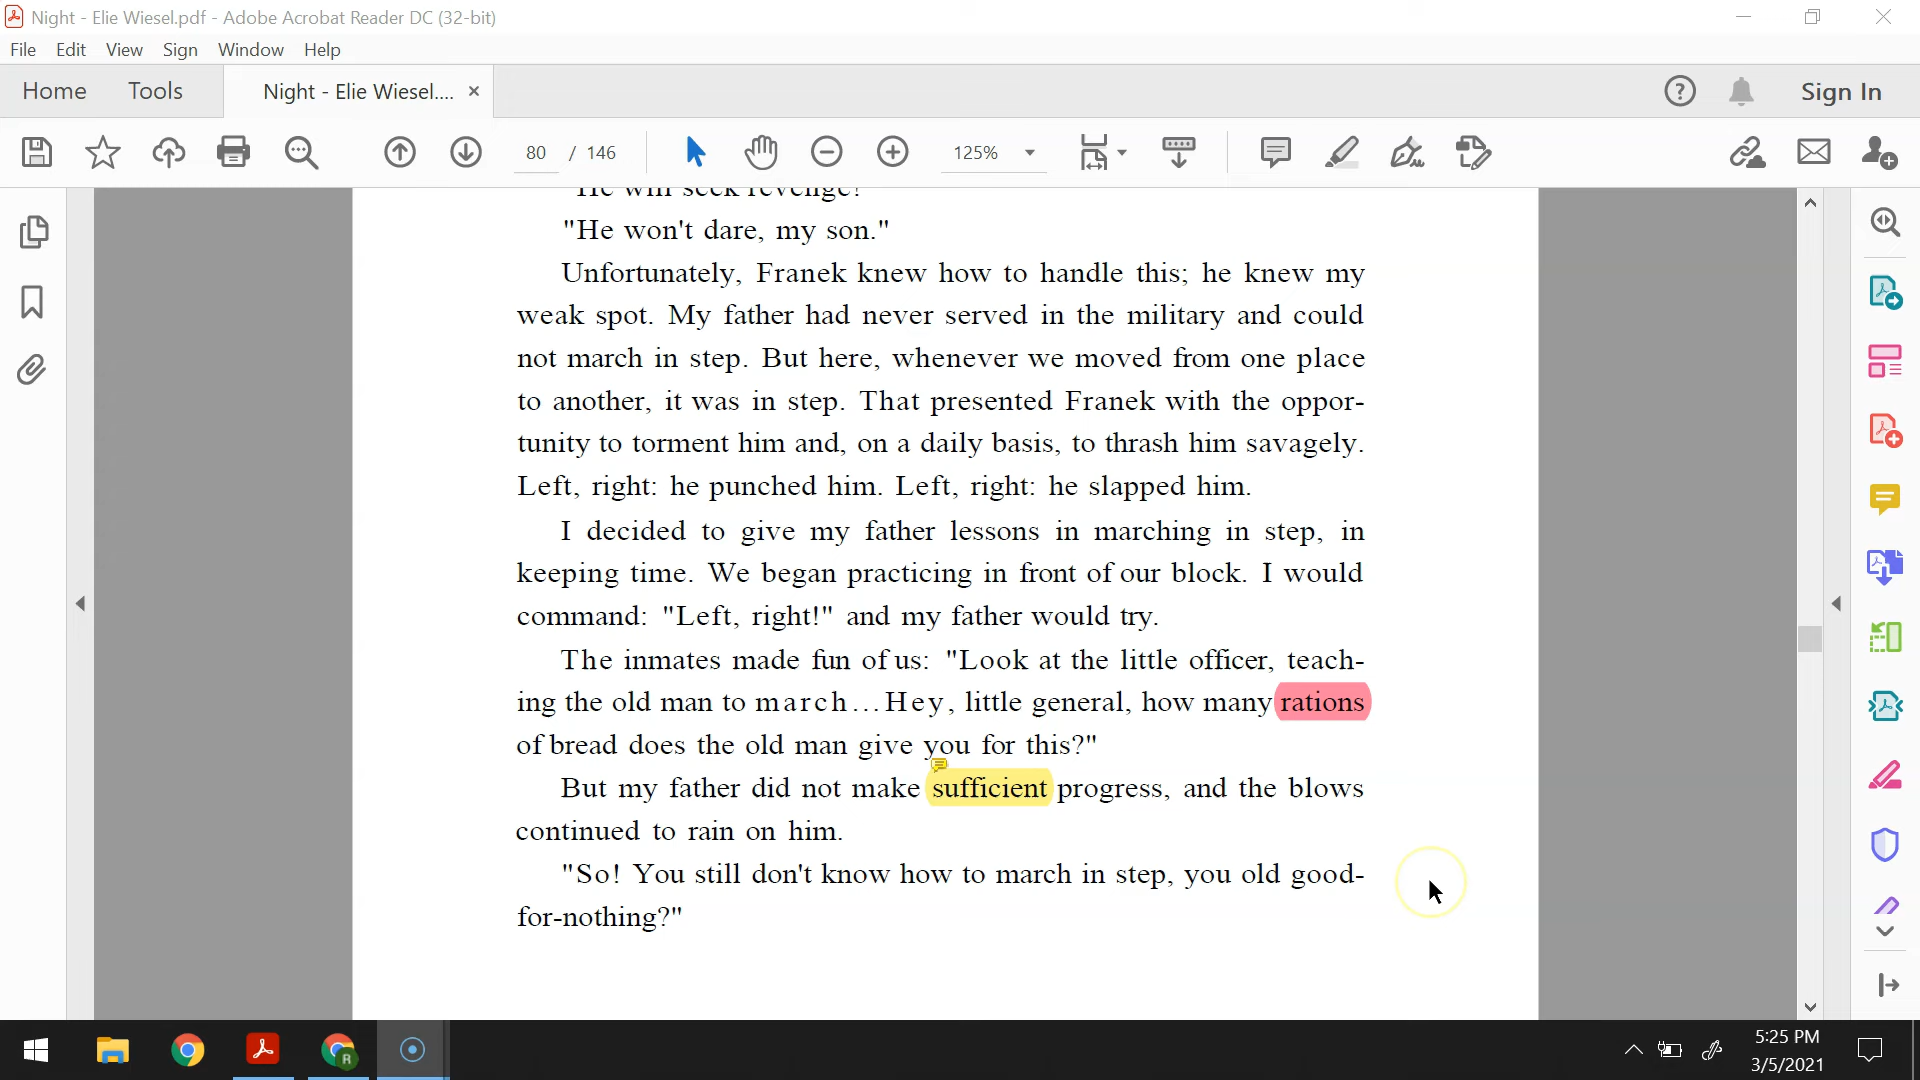 Night - Elie Wiesel.pdf - Adobe Acrobat Reader DC (32-bit)
File Edit View Sign Window Help
Home Tools Night - Elie Wiesel.... × Sign In
80 / 146 125%
"He will seek revenge!"
"He won't dare, my son."
Unfortunately, Franek knew how to handle this; he knew my
weak spot. My father had never served in the military and could
not march in step. But here, whenever we moved from one place
to another, it was in step. That presented Franek with the oppor-
tunity to torment him and, on a daily basis, to thrash him savagely.
Left, right: he punched him. Left, right: he slapped him.
I decided to give my father lessons in marching in step, in
keeping time. We began practicing in front of our block. I would
command: "Left, right!" and my father would try.
The inmates made fun of us: "Look at the little officer, teach-
ing the old man to march...Hey, little general, how many rations
of bread does the old man give you for this?"
But my father did not make sufficient progress, and the blows
continued to rain on him.
"So! You still don't know how to march in step, you old good-
for-nothing?"
R
5:25 PM
3/5/2021